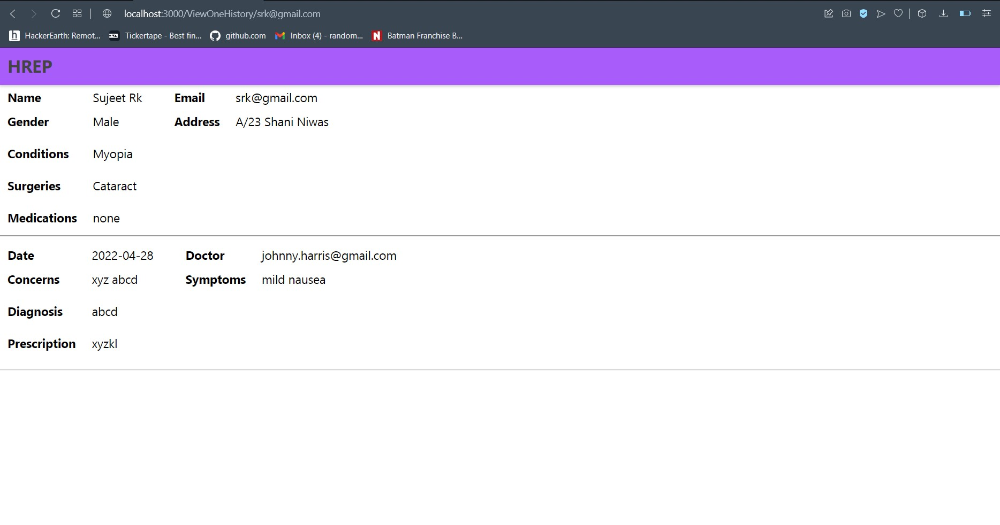 localhost:3000/ViewOneHistory/srk@gmail.com
HackerEarth: Remot... Tickertape - Best fin... github.com Inbox (4) - random... Batman Franchise B...
HREP
Name Sujeet Rk Email srk@gmail.com
Gender Male Address A/23 Shani Niwas
Conditions Myopia
Surgeries Cataract
Medications none
Date 2022-04-28 Doctor johnny.harris@gmail.com
Concerns xyz abcd Symptoms mild nausea
Diagnosis abcd
Prescription xyzkl